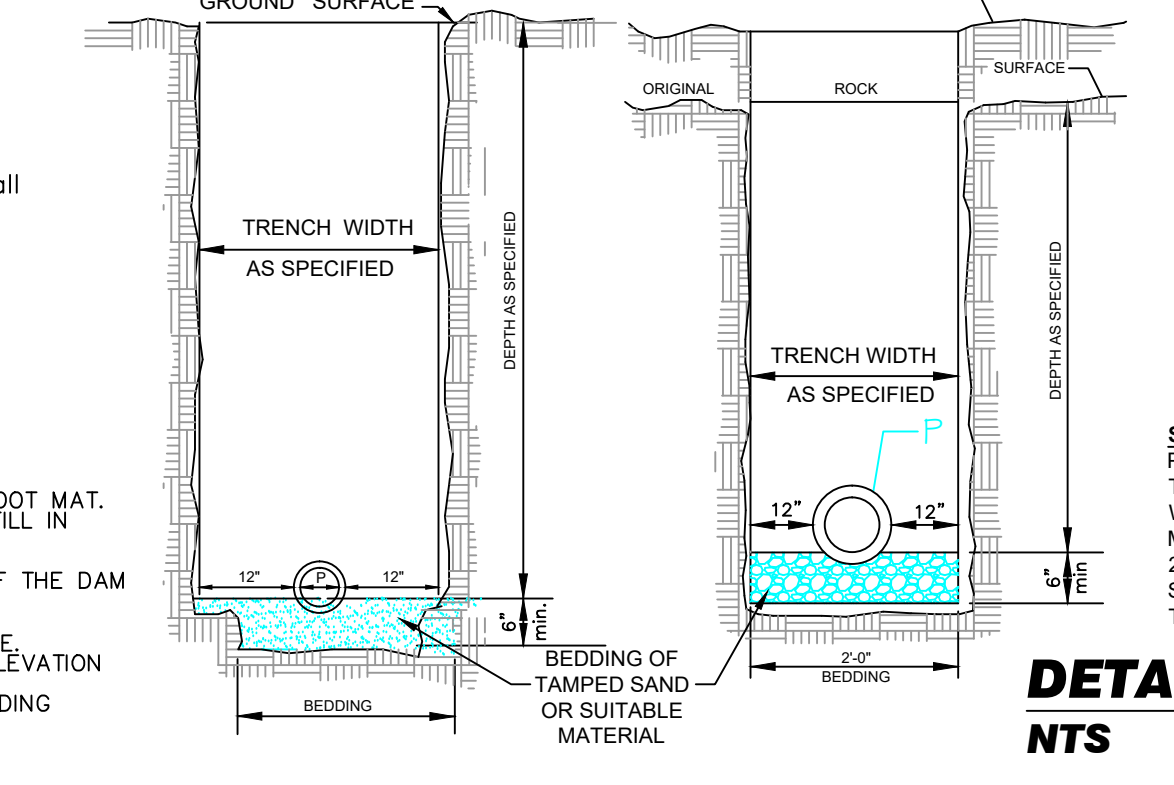 GROUND SURFACE
TRENCH WIDTH
AS SPECIFIED
DEPTH AS SPECIFIED
12"
P
12"
6"
min.
BEDDING
BEDDING OF
TAMPED SAND
OR SUITABLE
MATERIAL
SURFACE
ORIGINAL
ROCK
TRENCH WIDTH
AS SPECIFIED
DEPTH AS SPECIFIED
P
12"
12"
6"
min
2'-0"
BEDDING
all
OOT MAT.
TILL IN
F THE DAM
E.
LEVATION
DING
S
F
T
V
M
2
S
T
DETA
NTS